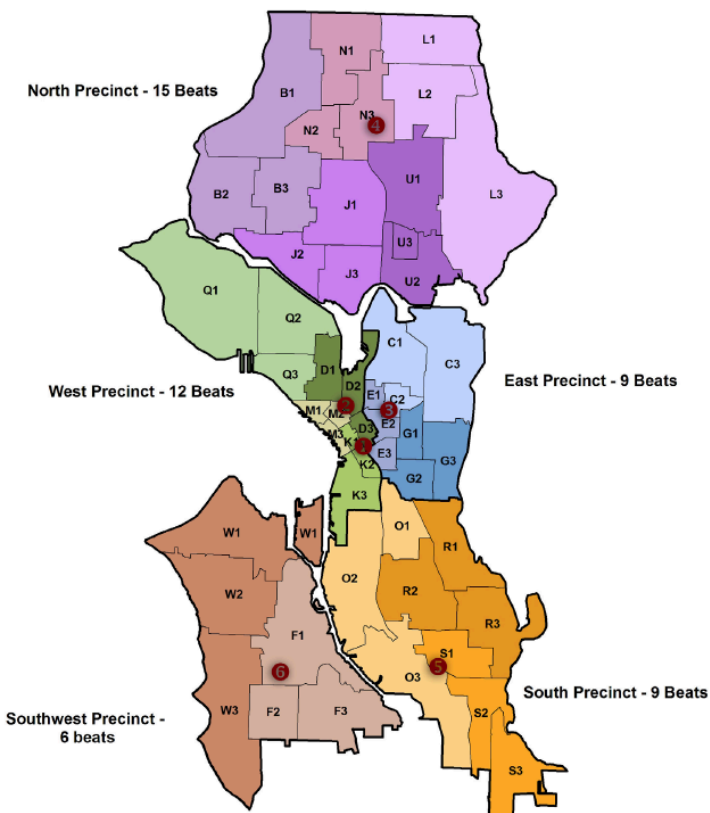 L1
N1
North Precinct - 15 Beats
B1
L2
N3
4
N2
U1
B2
B3
L3
J1
U3
J2
J3
U2
Q1
Q2
C1
C3
D1
Q3
D2
West Precinct - 12 Beats
East Precinct - 9 Beats
E1
C2
2
3
M1
M2
E2
D3
G1
M3
K1
E3
K2
G3
G2
K3
W1
W1
O1
R1
O2
R2
W2
R3
F1
S1
5
6
O3
South Precinct - 9 Beats
Southwest Precinct -
6 beats
W3
F2
F3
S2
S3